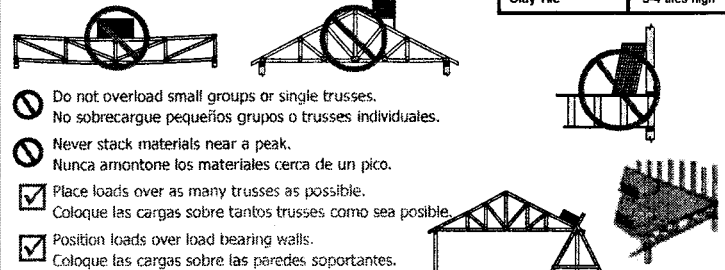 Clay Tile 3-4 tiles high
Do not overload small groups or single trusses.
No sobrecargue pequeños grupos o trusses individuales.
Never stack materials near a peak.
Nunca amontone los materiales cerca de un pico.
Place loads over as many trusses as possible.
Coloque las cargas sobre tantos trusses como sea posible.
Position loads over load bearing walls.
Coloque las cargas sobre las paredes soportantes.